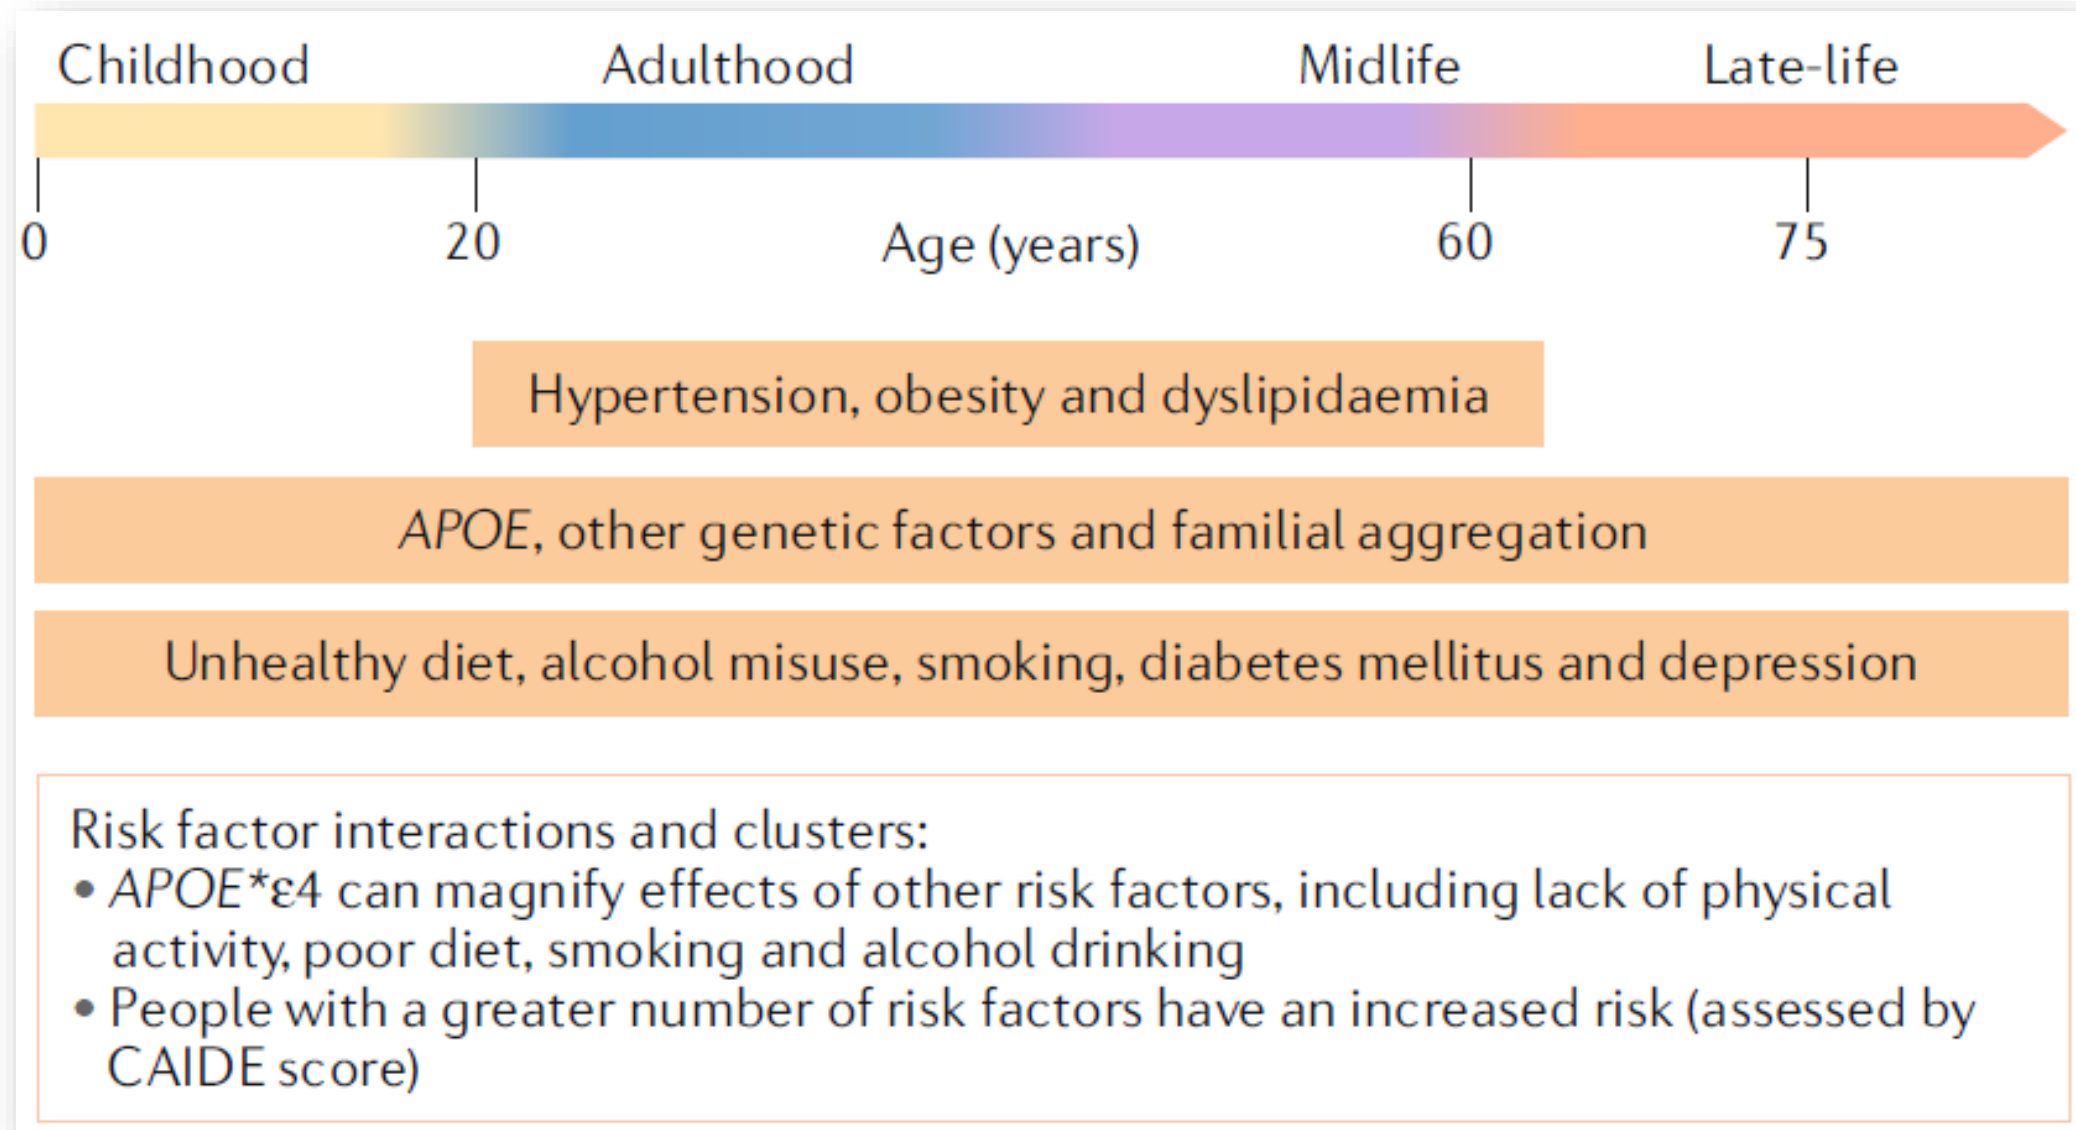 Childhood Adulthood Midlife Late-life
0 20 Age (years) 60 75
Hypertension, obesity and dyslipidaemia
APOE, other genetic factors and familial aggregation
Unhealthy diet, alcohol misuse, smoking, diabetes mellitus and depression
Risk factor interactions and clusters:
• APOE*ε4 can magnify effects of other risk factors, including lack of physical
activity, poor diet, smoking and alcohol drinking
• People with a greater number of risk factors have an increased risk (assessed by
CAIDE score)